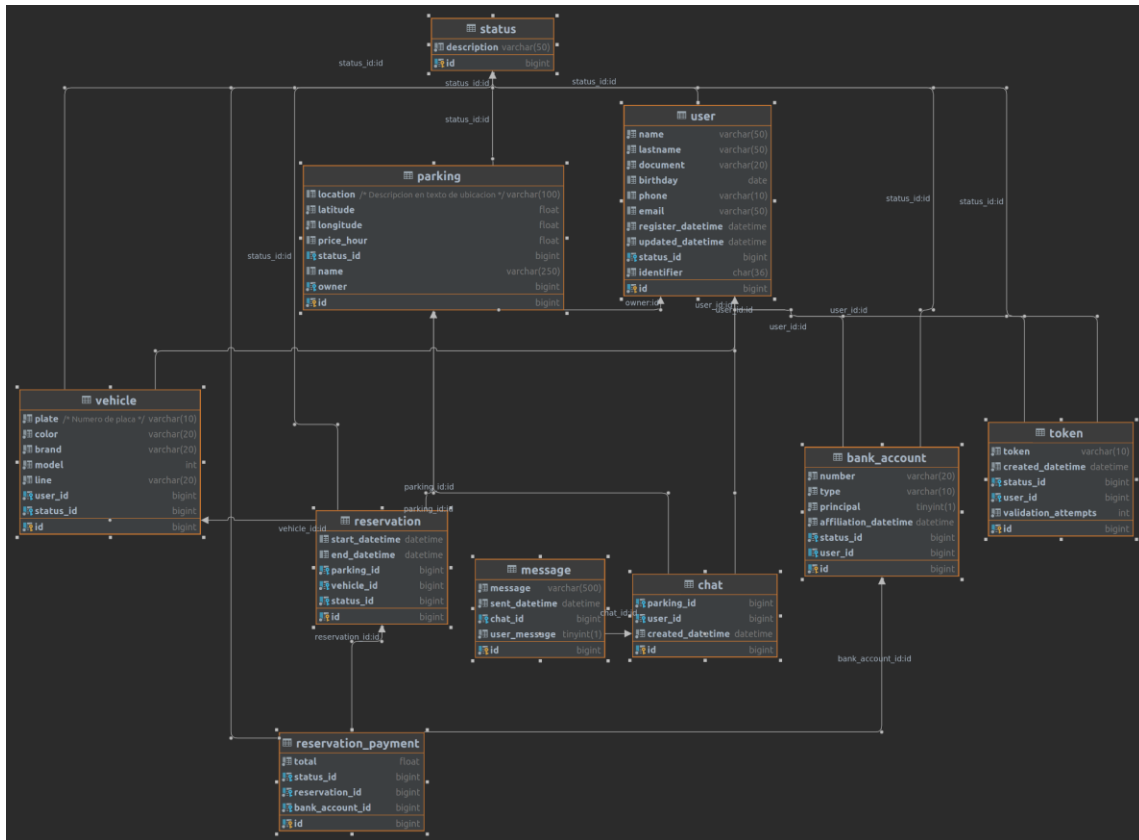 status
description varchar(50)
id bigint
status_id:id
status_id:id
status_id:id
status_id:id
status_id:id
user
name varchar(50)
lastname varchar(50)
document varchar(20)
birthday date
phone varchar(10)
email varchar(50)
register_datetime datetime
updated_datetime datetime
status_id bigint
identifier char(36)
id bigint
parking
location /* Descripcion en texto de ubicacion */ varchar(100)
latitude float
longitude float
price_hour float
status_id bigint
name varchar(250)
owner bigint
id bigint
status_id:id
status_id:id
status_id:id
owner:id
user_id:id
user_id:id
user_id:id
user_id:id
vehicle
plate /* Numero de placa */ varchar(10)
color varchar(20)
brand varchar(20)
model int
line varchar(20)
user_id bigint
status_id bigint
id bigint
token
token varchar(10)
created_datetime datetime
status_id bigint
user_id bigint
validation_attempts int
id bigint
bank_account
number varchar(20)
type varchar(10)
principal tinyint(1)
affiliation_datetime datetime
status_id bigint
user_id bigint
id bigint
parking_id:id
parking_id:id
vehicle_id:id
reservation
start_datetime datetime
end_datetime datetime
parking_id bigint
vehicle_id bigint
status_id bigint
id bigint
message
message varchar(500)
sent_datetime datetime
chat_id bigint
user_message tinyint(1)
id bigint
chat_id:id
chat
parking_id bigint
user_id bigint
created_datetime datetime
id bigint
reservation_id:id
bank_account_id:id
reservation_payment
total float
status_id bigint
reservation_id bigint
bank_account_id bigint
id bigint